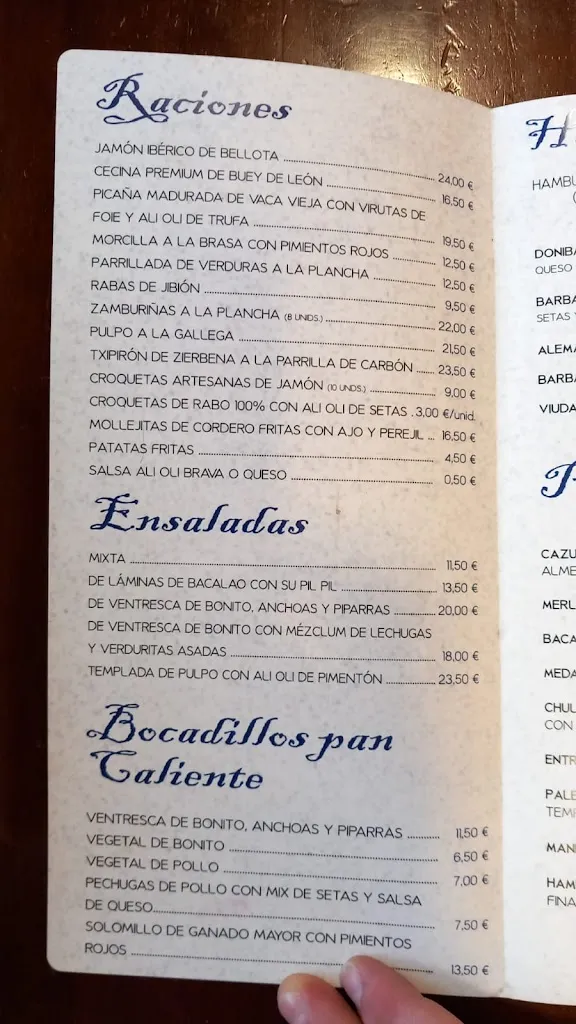 Raciones
JAMÓN IBÉRICO DE BELLOTA 24,00 €
CECINA PREMIUM DE BUEY DE LEÓN 16,50 €
PICAÑA MADURADA DE VACA VIEJA CON VIRUTAS DE
FOIE Y ALI OLI DE TRUFA 19,50 €
MORCILLA A LA BRASA CON PIMIENTOS ROJOS 12,50 €
PARRILLADA DE VERDURAS A LA PLANCHA 12,50 €
RABAS DE JIBIÓN 9,50 €
ZAMBURIÑAS A LA PLANCHA (8 UNIDS.) 22,00 €
PULPO A LA GALLEGA 21,50 €
TXIPIRÓN DE ZIERBENA A LA PARRILLA DE CARBÓN 23,50 €
CROQUETAS ARTESANAS DE JAMÓN (10 UNDS.) 9,00 €
CROQUETAS DE RABO 100% CON ALI OLI DE SETAS . 3,00 €/unid.
MOLLEJITAS DE CORDERO FRITAS CON AJO Y PEREJIL ... 16,50 €
PATATAS FRITAS 4,50 €
SALSA ALI OLI BRAVA O QUESO 0,50 €
Ensaladas
MIXTA 11,50 €
DE LÁMINAS DE BACALAO CON SU PIL PIL 13,50 €
DE VENTRESCA DE BONITO, ANCHOAS Y PIPARRAS 20,00 €
DE VENTRESCA DE BONITO CON MÉZCLUM DE LECHUGAS
Y VERDURITAS ASADAS 18,00 €
TEMPLADA DE PULPO CON ALI OLI DE PIMENTÓN 23,50 €
Bocadillos pan
Caliente
VENTRESCA DE BONITO, ANCHOAS Y PIPARRAS 11,50 €
VEGETAL DE BONITO 6,50 €
VEGETAL DE POLLO 7,00 €
PECHUGAS DE POLLO CON MIX DE SETAS Y SALSA
DE QUESO 7,50 €
SOLOMILLO DE GANADO MAYOR CON PIMIENTOS
ROJOS 13,50 €
H
HAMBU
(
DONIBA
QUESO
BARBA
SETAS Y
ALEMA
BARBA
VIUDA
P
CAZU
ALME
MERL
BACA
MEDA
CHUL
CON
ENTR
PALE
TEMP
MAN
HAM
FINA